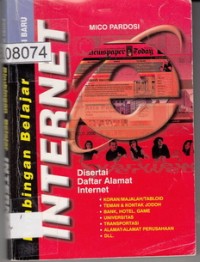 MICO PARDOSI
08074
BARU
Newspaper Today
Bimbingan Belajar
INTERNET
Disertai
Daftar Alamat
Internet
• KORAN/MAJALAH/TABLOID
• TEMAN & KONTAK JODOH
• BANK, HOTEL, GAME
• UNIVERSITAS
• TRANSPORTASI
• ALAMAT-ALAMAT PERUSAHAAN
• DLL.